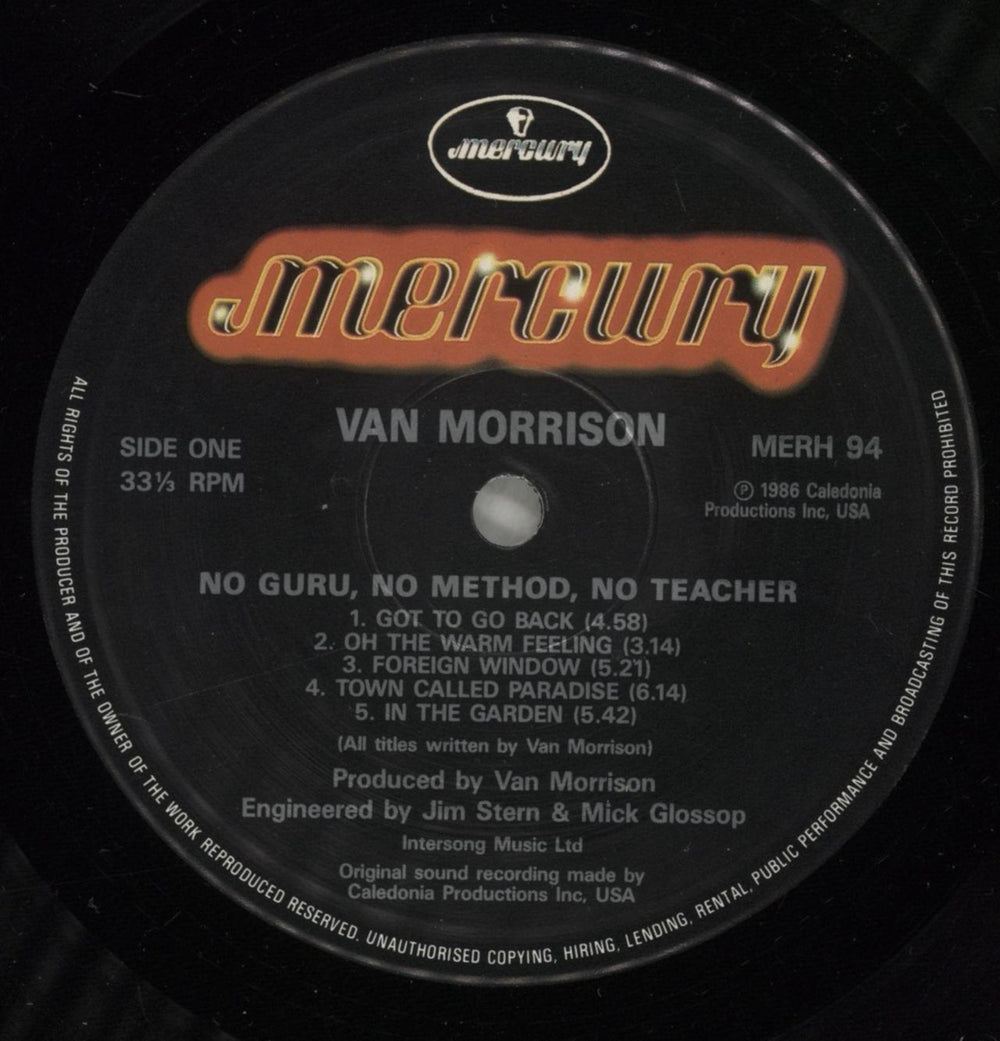 mercury
mercury
VAN MORRISON
SIDE ONE
33⅓ RPM
MERH 94
Ⓟ 1986 Caledonia
Productions Inc, USA
NO GURU, NO METHOD, NO TEACHER
1. GOT TO GO BACK (4.58)
2. OH THE WARM FEELING (3.14)
3. FOREIGN WINDOW (5.21)
4. TOWN CALLED PARADISE (6.14)
5. IN THE GARDEN (5.42)
(All titles written by Van Morrison)
Produced by Van Morrison
Engineered by Jim Stern & Mick Glossop
Intersong Music Ltd
Original sound recording made by
Caledonia Productions Inc, USA
ALL RIGHTS OF THE PRODUCER AND OF THE OWNER OF THE WORK REPRODUCED RESERVED. UNAUTHORISED COPYING, HIRING, LENDING, RENTAL, PUBLIC PERFORMANCE AND BROADCASTING OF THIS RECORD PROHIBITED